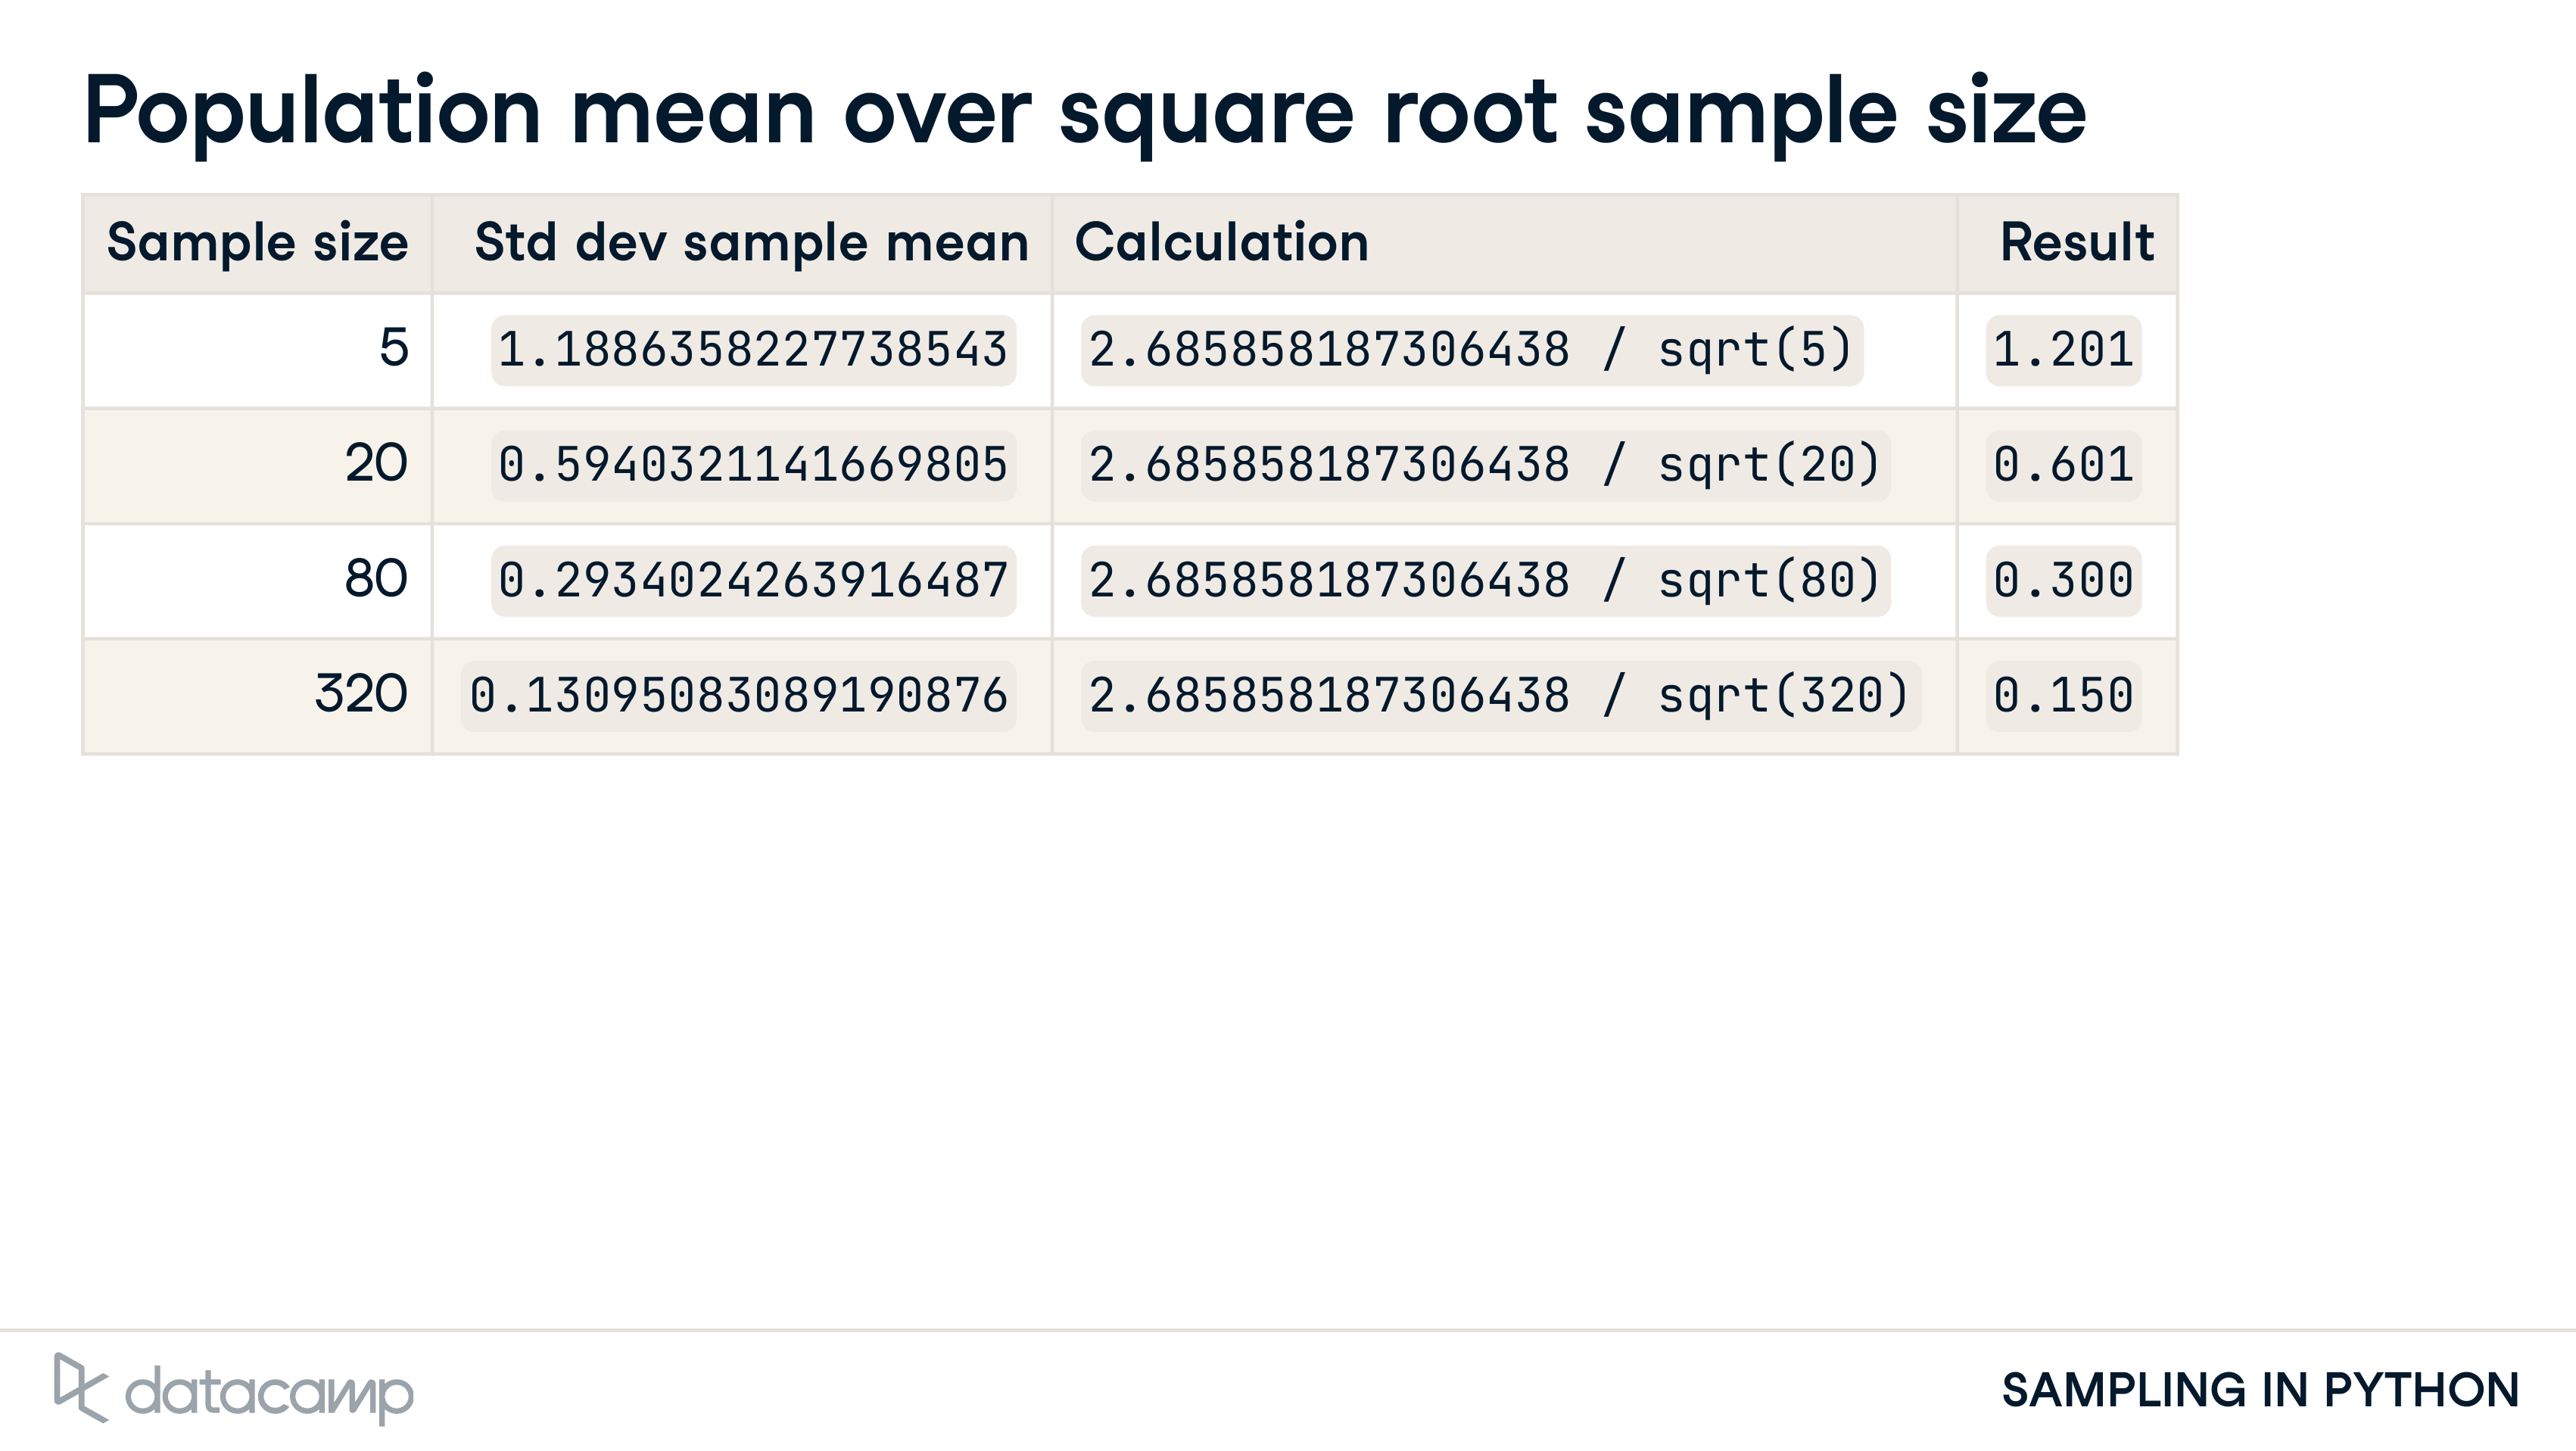 Population mean over square root sample size
Sample size Std dev sample mean Calculation Result
5 1.1886358227738543 2.685858187306438 / sqrt(5) 1.201
20 0.5940321141669805 2.685858187306438 / sqrt(20) 0.601
80 0.2934024263916487 2.685858187306438 / sqrt(80) 0.300
320 0.13095083089190876 2.685858187306438 / sqrt(320) 0.150
datacamp
SAMPLING IN PYTHON